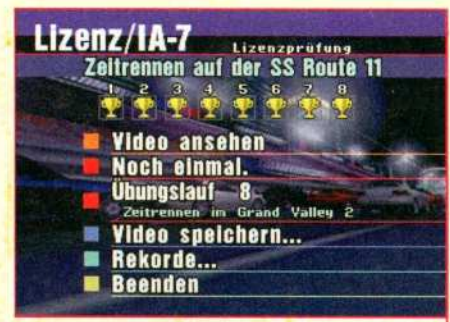 Lizenz/IA-7
Lizenzprüfung
Zeitrennen auf der SS Route 11
1 2 3 4 5 6 7 8
Video ansehen
Noch einmal.
Übungslauf 8
Zeitrennen im Grand Valley 2
Video speichern...
Rekorde...
Beenden